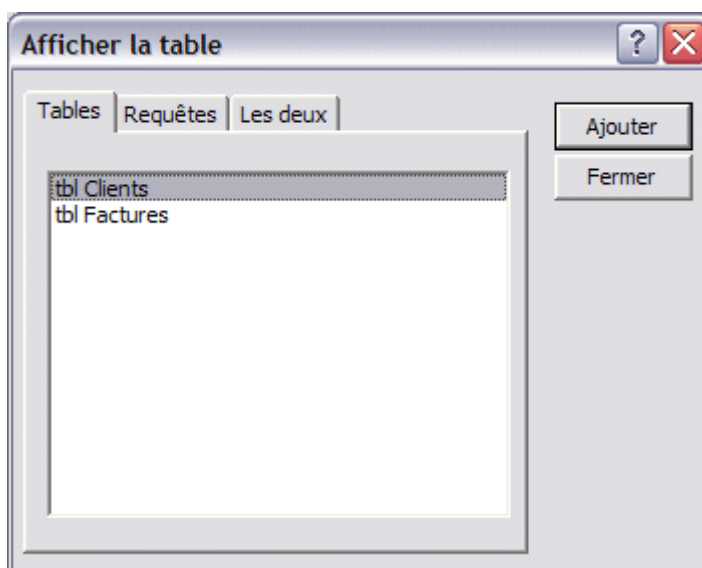 Afficher la table
?
Tables Requêtes Les deux
Ajouter
Fermer
tbl Clients
tbl Factures